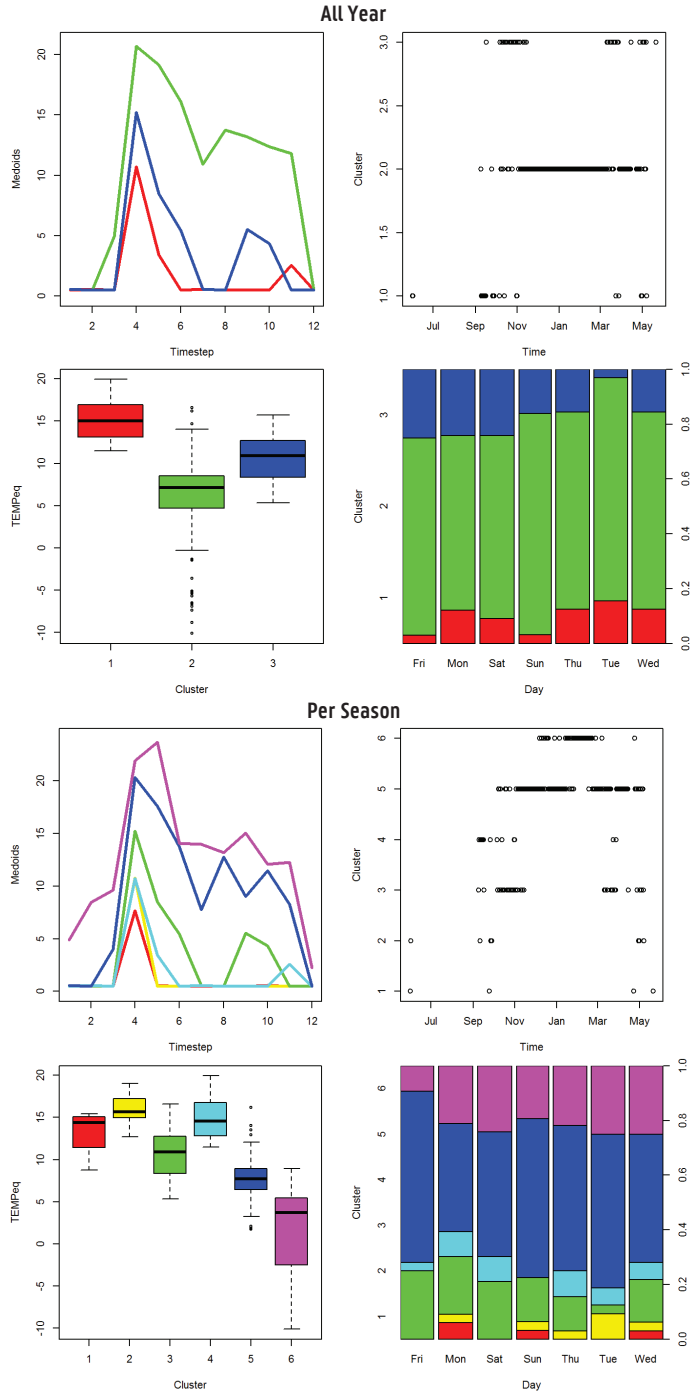 All Year
20
15
10
5
0
Medoids
2 4 6 8 10 12
Timestep
3.0
2.5
2.0
1.5
1.0
Cluster
Jul Sep Nov Jan Mar May
Time
20
15
10
5
0
-5
-10
TEMPeq
1 2 3
Cluster
3
2
1
Cluster
1.0
0.8
0.6
0.4
0.2
0.0
Fri Mon Sat Sun Thu Tue Wed
Day
Per Season
20
15
10
5
0
Medoids
2 4 6 8 10 12
Timestep
6
5
4
3
2
1
Cluster
Jul Sep Nov Jan Mar May
Time
20
15
10
5
0
-5
-10
TEMPeq
1 2 3 4 5 6
Cluster
6
5
4
3
2
1
Cluster
1.0
0.8
0.6
0.4
0.2
0.0
Fri Mon Sat Sun Thu Tue Wed
Day